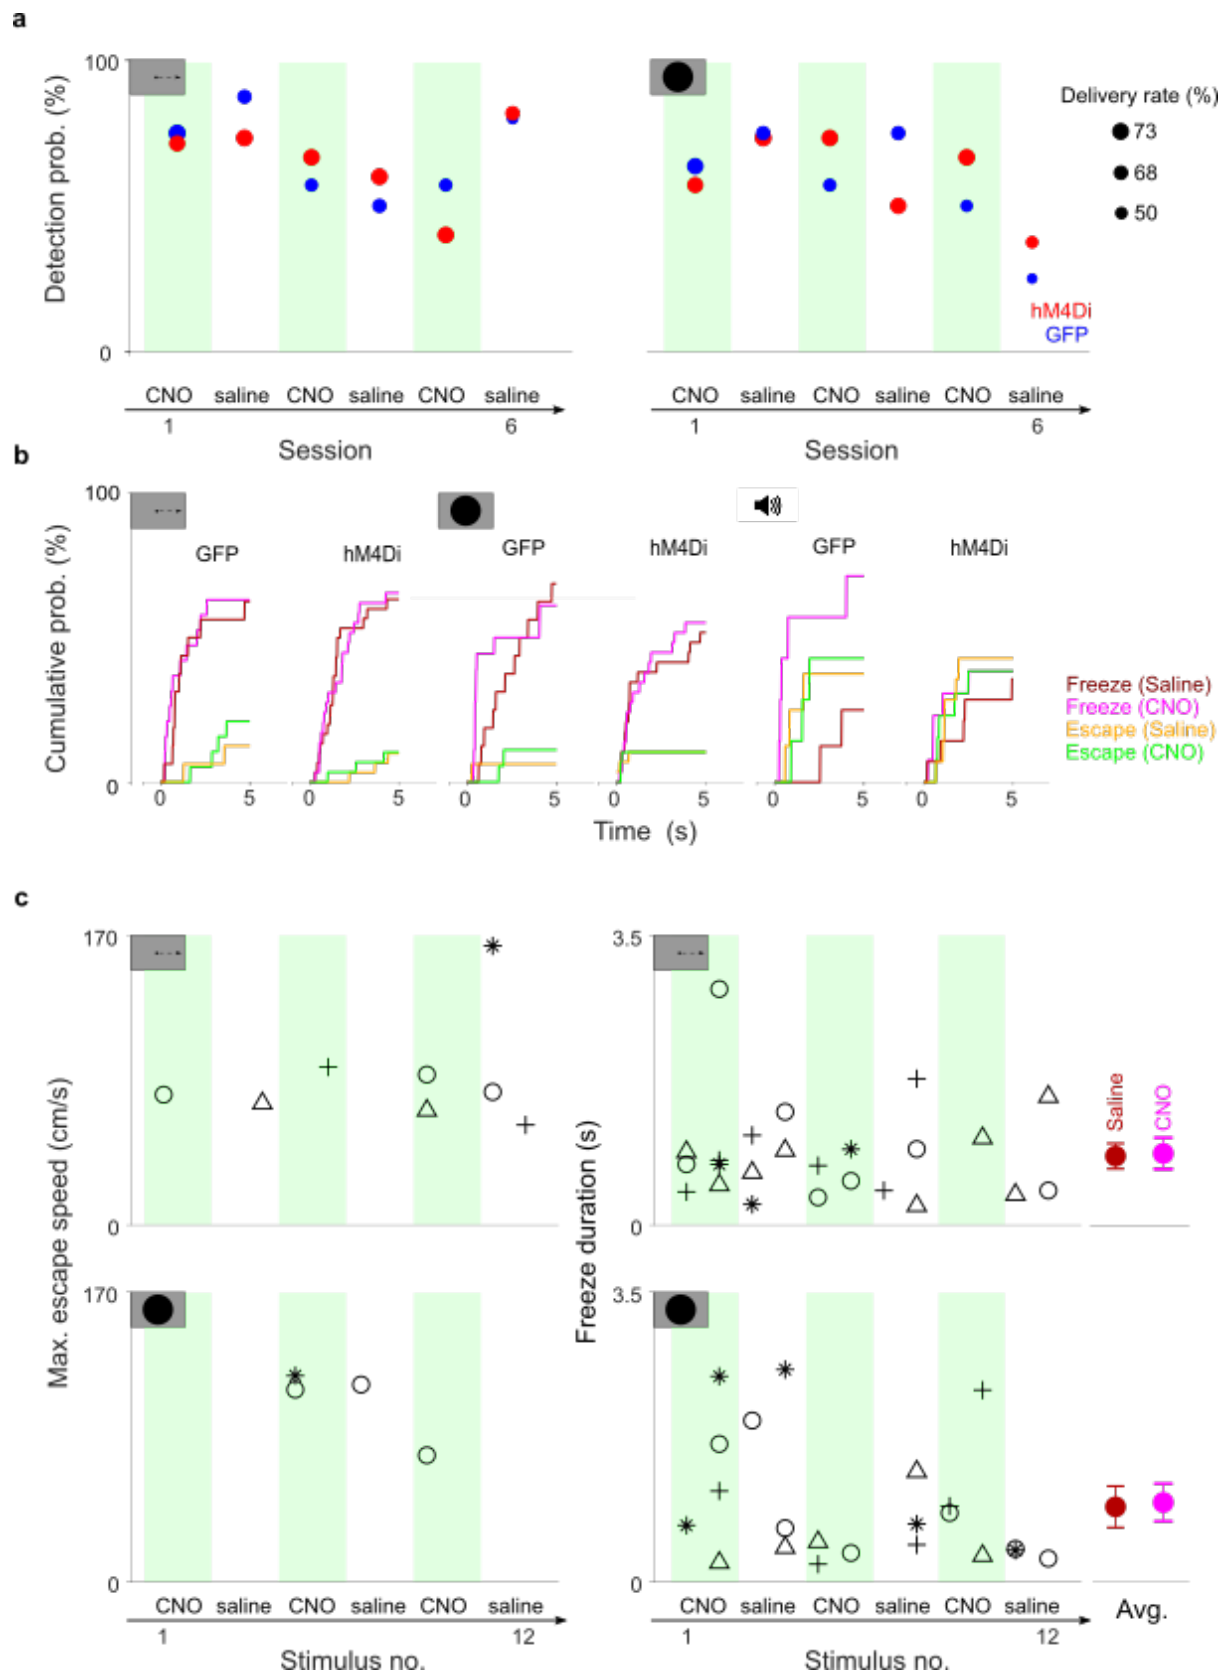 a
100
Detection prob. (%)
0
Delivery rate (%)
73
68
50
hM4Di
GFP
CNO saline CNO saline CNO saline
1 6
Session
CNO saline CNO saline CNO saline
1 6
Session
b
100
Cumulative prob. (%)
0
GFP
hM4Di
GFP
hM4Di
GFP
hM4Di
Freeze (Saline)
Freeze (CNO)
Escape (Saline)
Escape (CNO)
0 5 0 5 0 5 0 5 0 5 0 5
Time (s)
c
170
0
Max. escape speed (cm/s)
170
0
3.5
0
Freeze duration (s)
3.5
0
Saline
CNO
CNO saline CNO saline CNO saline
1 12
Stimulus no.
CNO saline CNO saline CNO saline
1 12
Stimulus no.
Avg.